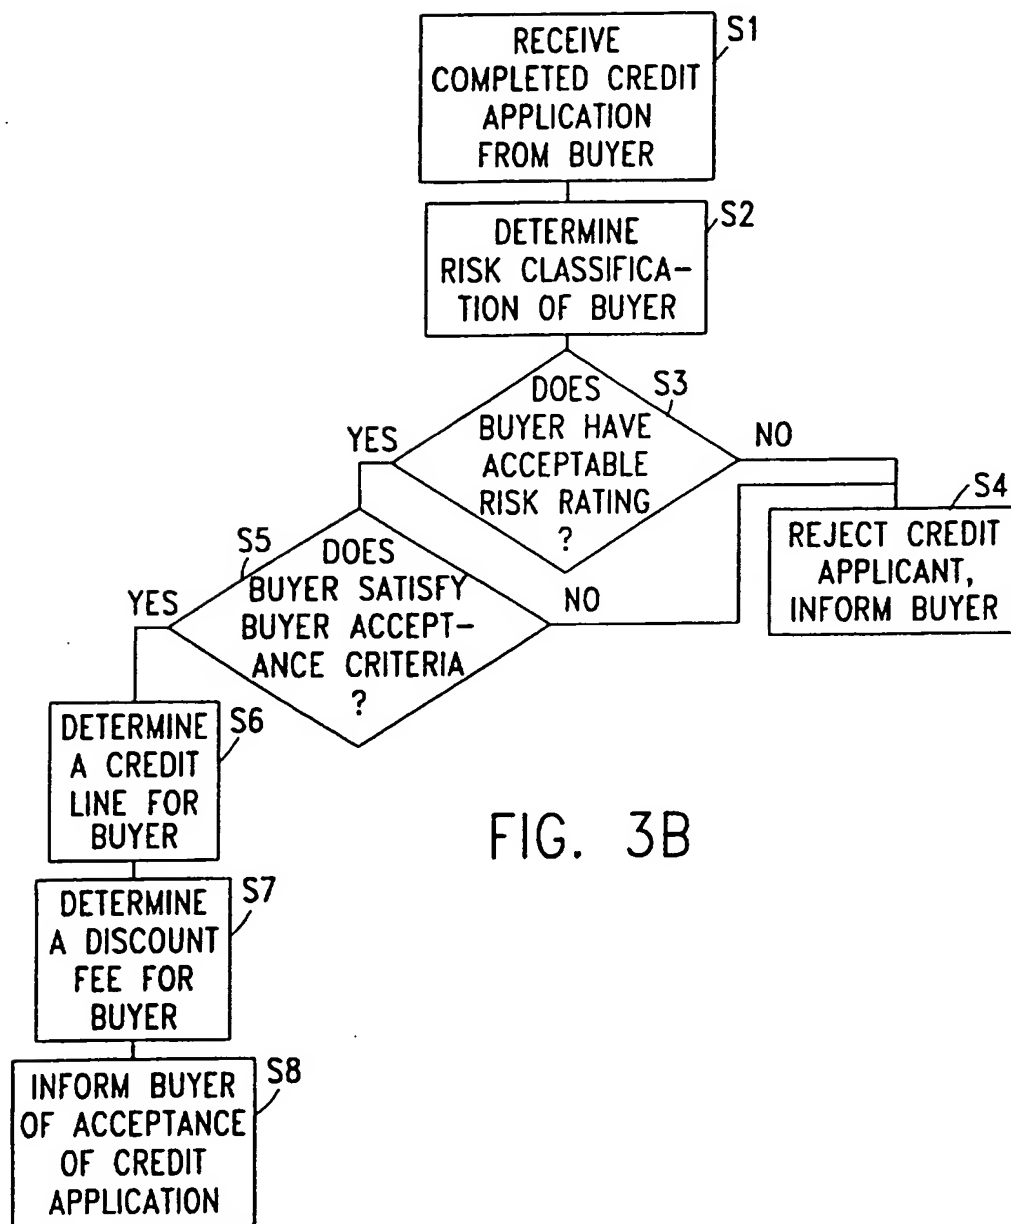 S1
RECEIVE
COMPLETED CREDIT
APPLICATION
FROM BUYER
S2
DETERMINE
RISK CLASSIFICA-
TION OF BUYER
S3
DOES
BUYER HAVE
ACCEPTABLE
RISK RATING
?
YES
NO
S4
REJECT CREDIT
APPLICANT,
INFORM BUYER
S5
DOES
BUYER SATISFY
BUYER ACCEPT-
ANCE CRITERIA
?
YES
NO
S6
DETERMINE
A CREDIT
LINE FOR
BUYER
S7
DETERMINE
A DISCOUNT
FEE FOR
BUYER
S8
INFORM BUYER
OF ACCEPTANCE
OF CREDIT
APPLICATION
FIG. 3B